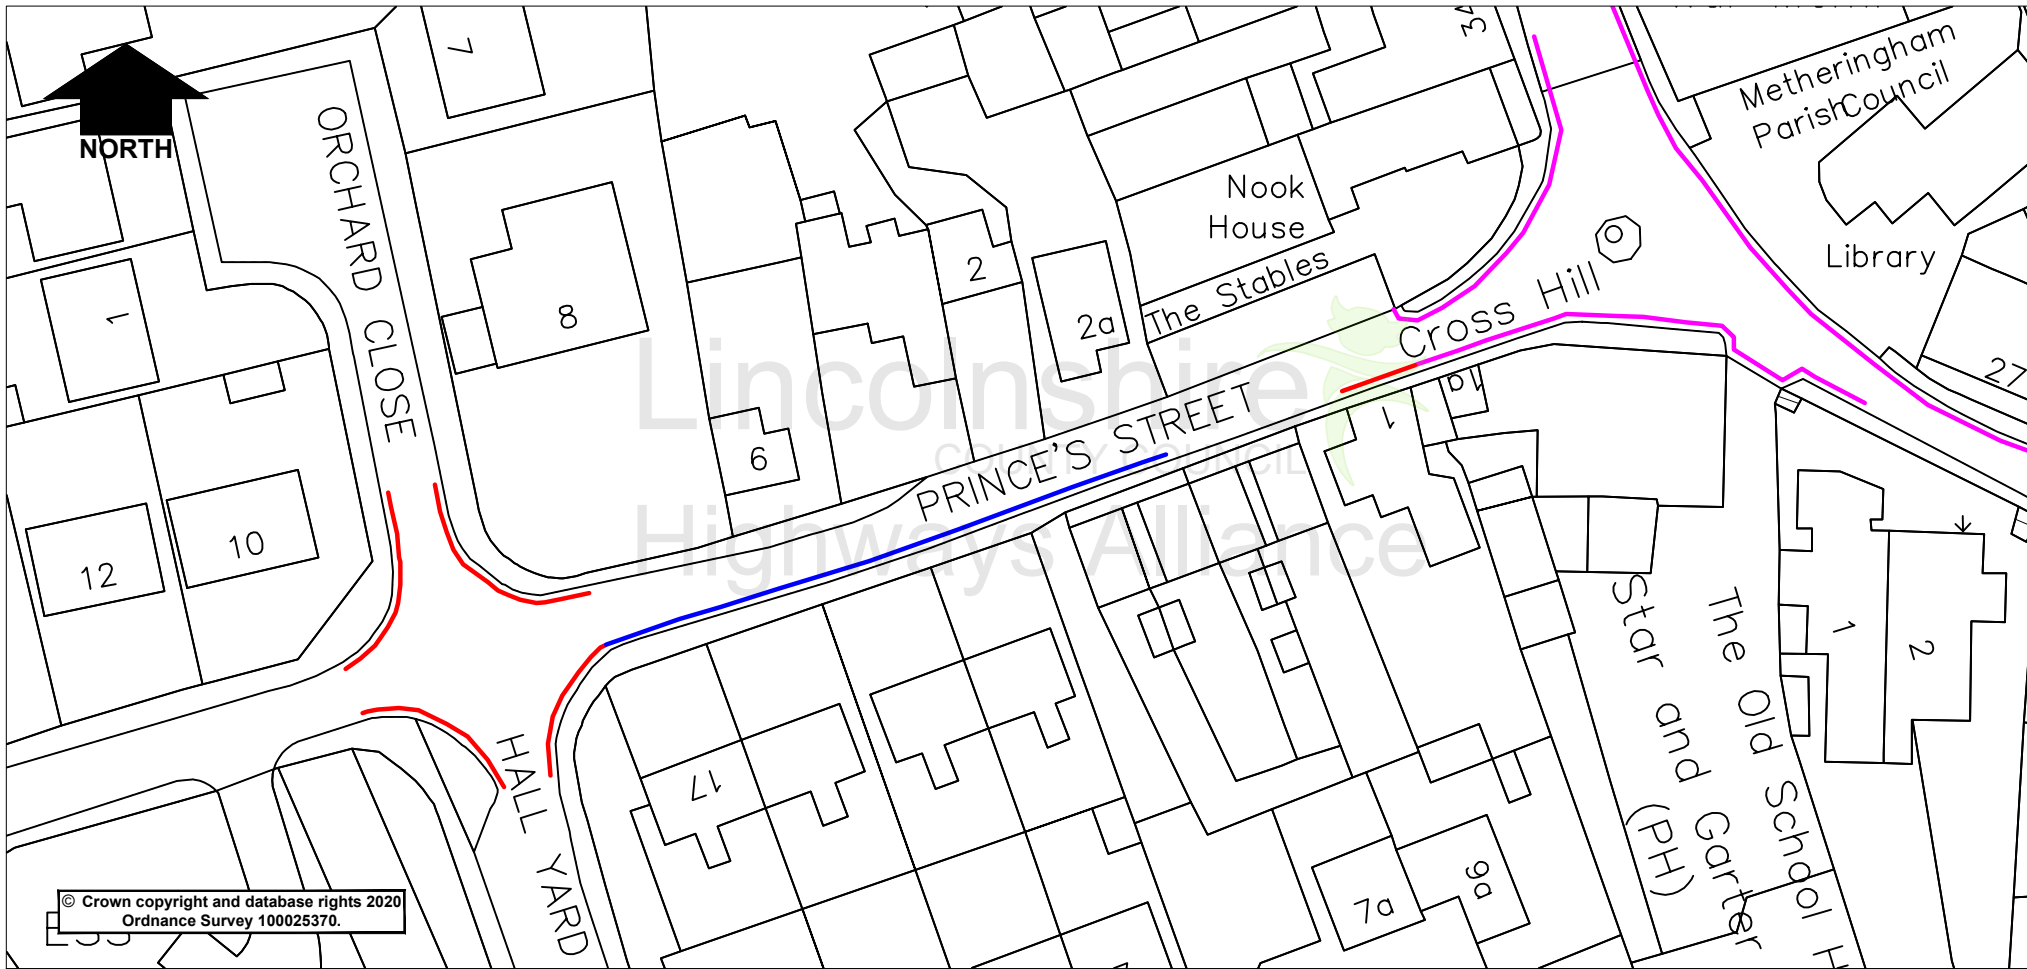 NORTH
ORCHARD CLOSE
7
34
Metheringham
Parish Council
Nook
House
The Stables
Library
Cross Hill
1
8
2
2a
27
Lincolnshire
COUNTY COUNCIL
Highways Alliance
PRINCE'S STREET
1a
1
6
10
12
17
HALL YARD
7a
9a
Star and Garter
(PH)
The Old School H
1
2
© Crown copyright and database rights 2020
Ordnance Survey 100025370.